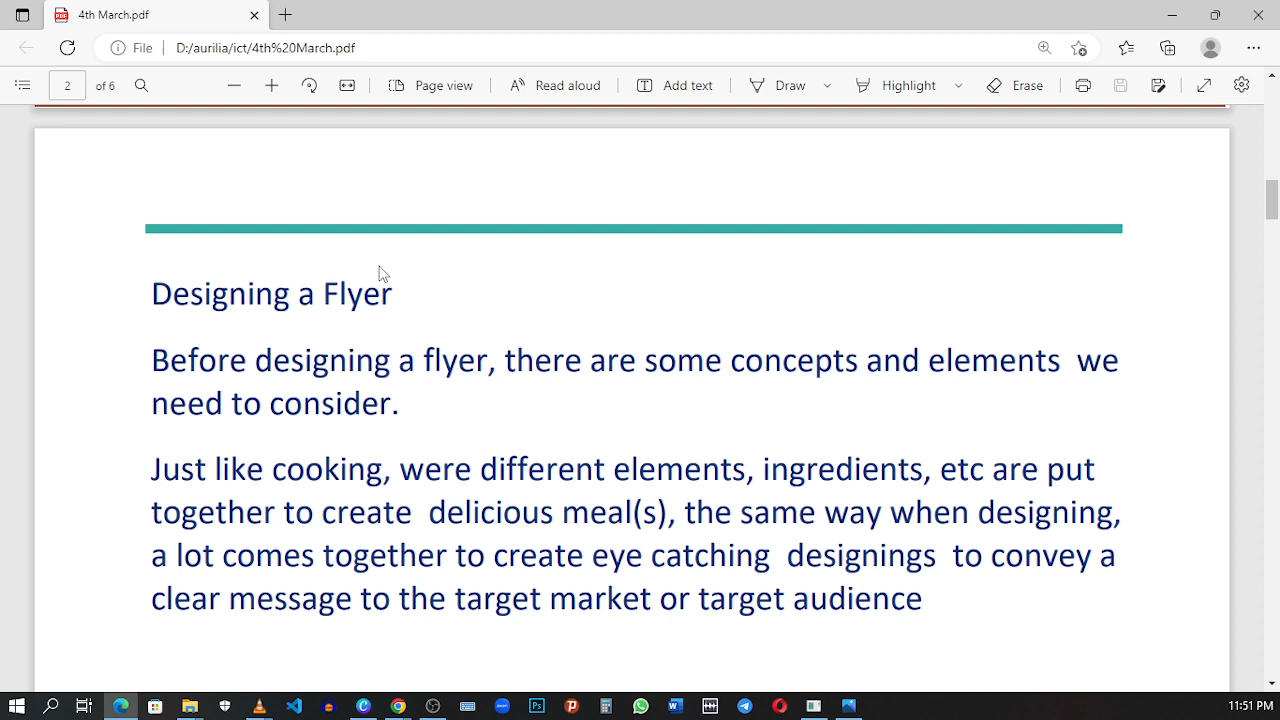 4th March.pdf
File D:/aurilia/ict/4th%20March.pdf
2 of 6 Page view Read aloud Add text Draw Highlight Erase
Designing a Flyer
Before designing a flyer, there are some concepts and elements we
need to consider.
Just like cooking, were different elements, ingredients, etc are put
together to create delicious meal(s), the same way when designing,
a lot comes together to create eye catching designings to convey a
clear message to the target market or target audience
11:51 PM